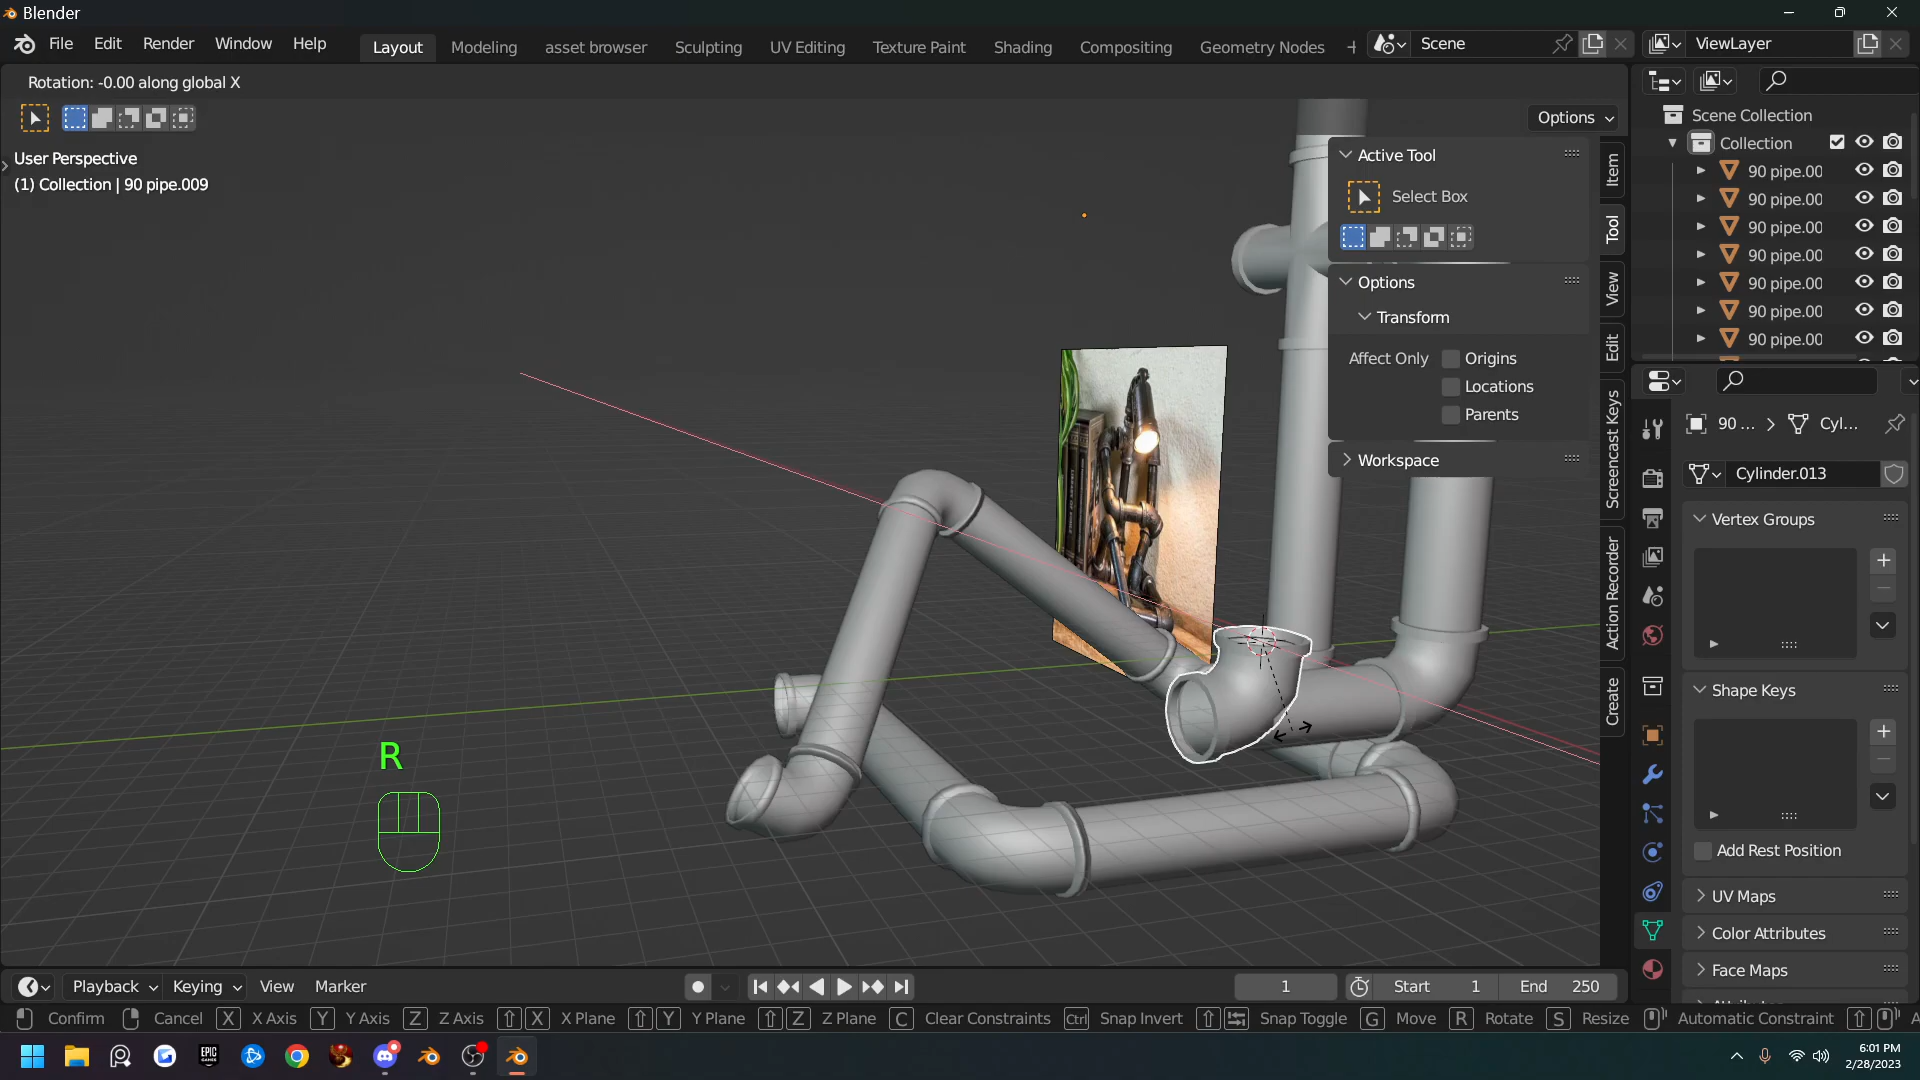 Blender
File Edit Render Window Help
Layout Modeling asset browser Sculpting UV Editing Texture Paint Shading Compositing Geometry Nodes
Scene
ViewLayer
Rotation: -0.00 along global X
Options
User Perspective
(1) Collection | 90 pipe.009
Active Tool
Select Box
Options
Transform
Affect Only Origins
Locations
Parents
Workspace
Item
Tool
View
Edit
Screencast Keys
Action Recorder
Create
Scene Collection
Collection
90 pipe.00
90 pipe.00
90 pipe.00
90 pipe.00
90 pipe.00
90 pipe.00
90 pipe.00
90 ... > Cyl...
Cylinder.013
Vertex Groups
Shape Keys
Add Rest Position
UV Maps
Color Attributes
Face Maps
R
Playback Keying View Marker
1 Start 1 End 250
Confirm Cancel X X Axis Y Y Axis Z Z Axis X X Plane Y Y Plane Z Z Plane C Clear Constraints Ctrl Snap Invert Snap Toggle G Move R Rotate S Resize Automatic Constraint A
EPIC GAMES
6:01 PM
2/28/2023